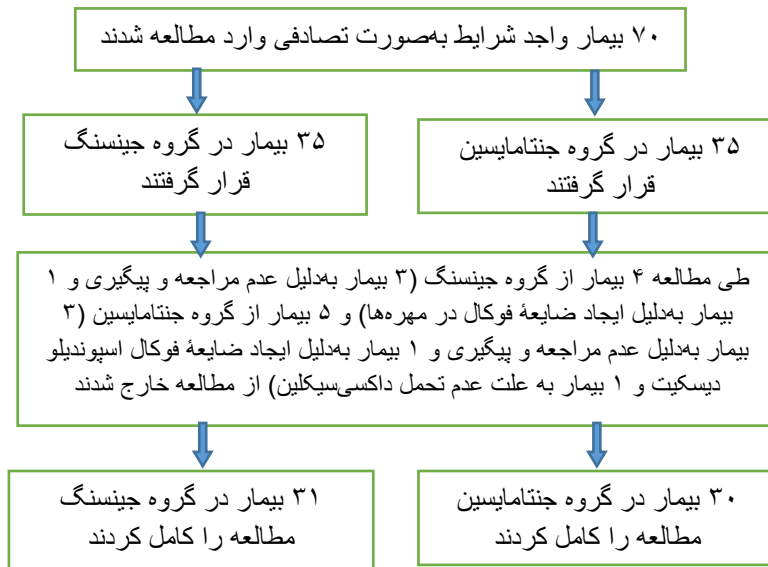 ۷۰ بیمار واجد شرایط به‌صورت تصادفی وارد مطالعه شدند
۳۵ بیمار در گروه جنتامایسین
قرار گرفتند
۳۵ بیمار در گروه جینسنگ
قرار گرفتند
طی مطالعه ۴ بیمار از گروه جینسنگ (۳ بیمار به‌دلیل عدم مراجعه و پیگیری و ۱
بیمار به‌دلیل ایجاد ضایعۀ فوکال در مهره‌ها) و ۵ بیمار از گروه جنتامایسین (۳
بیمار به‌دلیل عدم مراجعه و پیگیری و ۱ بیمار به‌دلیل ایجاد ضایعۀ فوکال اسپوندیلو
دیسکیت و ۱ بیمار به علت عدم تحمل داکسی‌سیکلین) از مطالعه خارج شدند
۳۰ بیمار در گروه جنتامایسین
مطالعه را کامل کردند
۳۱ بیمار در گروه جینسنگ
مطالعه را کامل کردند